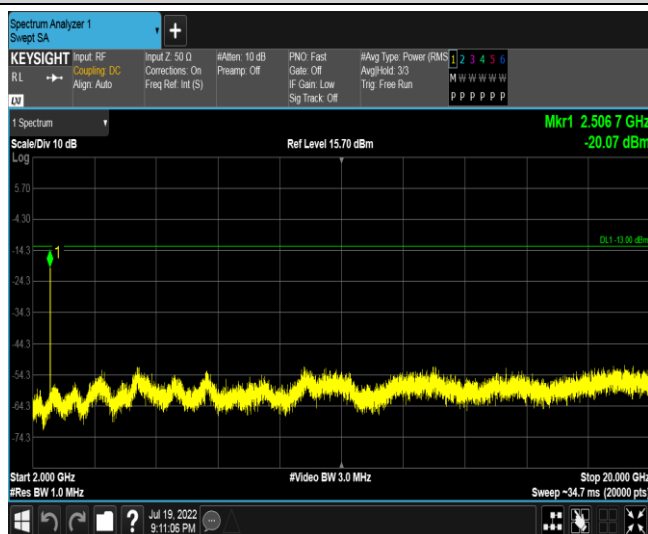 Spectrum Analyzer 1
Swept SA
+
KEYSIGHT
RL
LXI
Input: RF
Coupling: DC
Align: Auto
Input Z: 50 Ω
Corrections: On
Freq Ref: Int (S)
#Atten: 10 dB
Preamp: Off
PNO: Fast
Gate: Off
IF Gain: Low
Sig Track: Off
#Avg Type: Power (RMS
Avg|Hold: 3/3
Trig: Free Run
1 2 3 4 5 6
M W W W W W
P P P P P P
1 Spectrum
Scale/Div 10 dB
Log
Ref Level 15.70 dBm
Mkr1 2.506 7 GHz
-20.07 dBm
5.70
-4.30
-14.3
-24.3
-34.3
-44.3
-54.3
-64.3
-74.3
DL1 -13.00 dBm
1
Start 2.000 GHz
#Res BW 1.0 MHz
#Video BW 3.0 MHz
Stop 20.000 GHz
Sweep ~34.7 ms (20000 pts)
?
Jul 19, 2022
9:11:06 PM